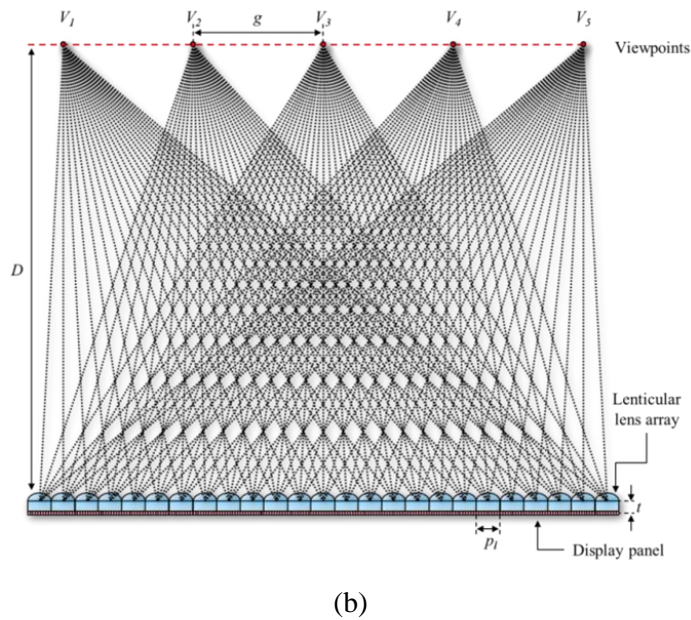 V1 V2 g V3 V4 V5
Viewpoints
D
Lenticular
lens array
t
pl
Display panel
(b)